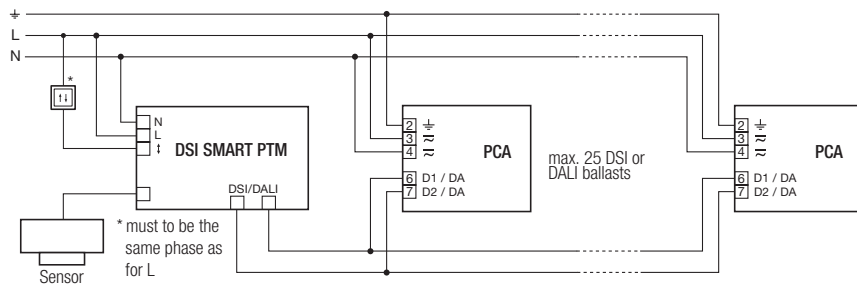 L
N
*
N
L
DSI SMART PTM
DSI/DALI
* must to be the
same phase as
for L
Sensor
2
3
4
PCA
6 D1 / DA
7 D2 / DA
max. 25 DSI or
DALI ballasts
2
3
4
PCA
6 D1 / DA
7 D2 / DA